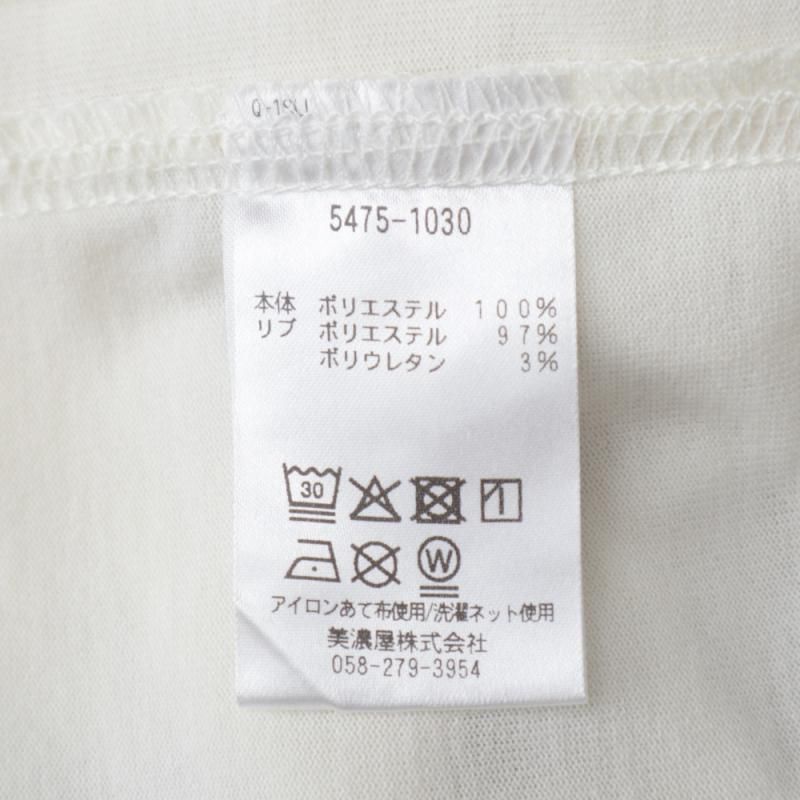 5475-1030
本体 ポリエステル 100%
リブ ポリエステル 97%
ポリウレタン 3%
30
W
アイロンあて布使用/洗濯ネット使用
美濃屋株式会社
058-279-3954